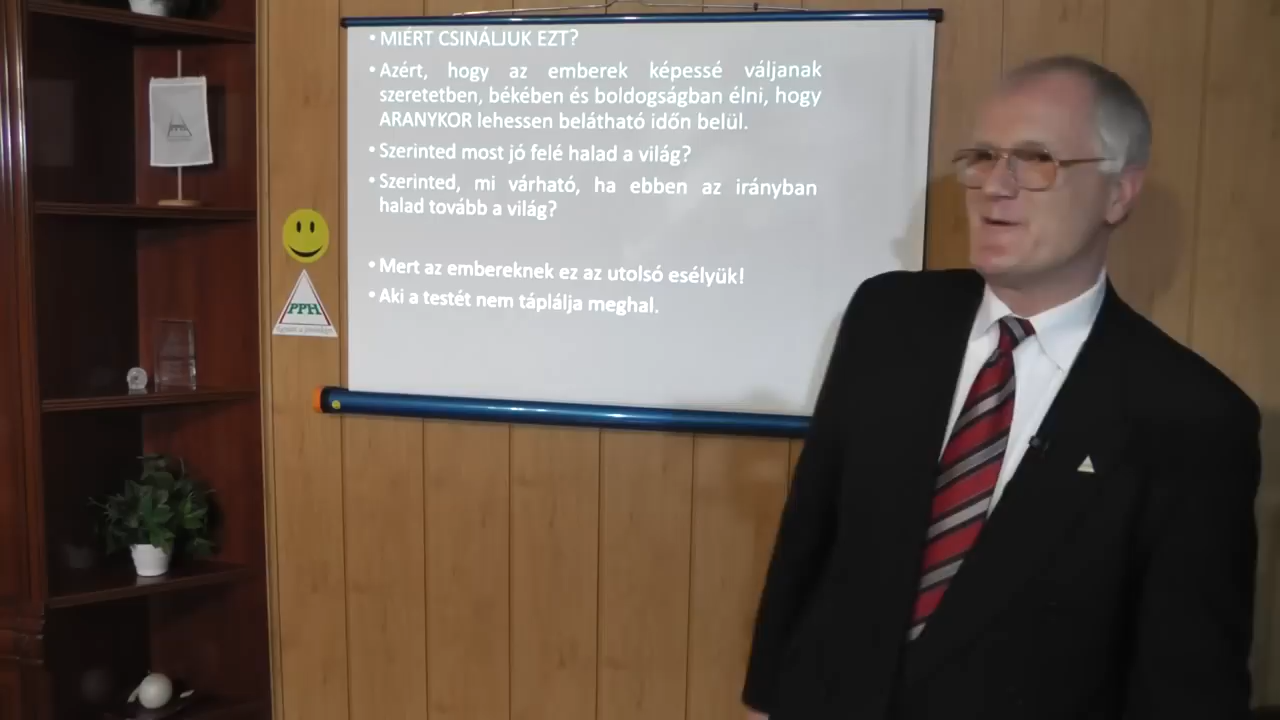 • MIÉRT CSINÁLJUK EZT?
• Azért, hogy az emberek képessé váljanak
szeretetben, békében és boldogságban élni, hogy
ARANYKOR lehessen belátható időn belül.
• Szerinted most jó felé halad a világ?
• Szerinted, mi várható, ha ebben az irányban
halad tovább a világ?
• Mert az embereknek ez az utolsó esélyük!
• Aki a testét nem táplálja meghal.
PPH
PPH